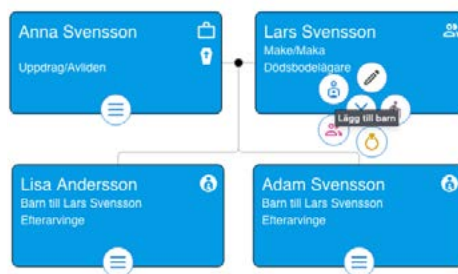 Anna Svensson
Uppdrag/Avliden
Lars Svensson
Make/Maka
Dödsbodelägare
Lägg till barn
Lisa Andersson
Barn till Lars Svensson
Efterarvinge
Adam Svensson
Barn till Lars Svensson
Efterarvinge